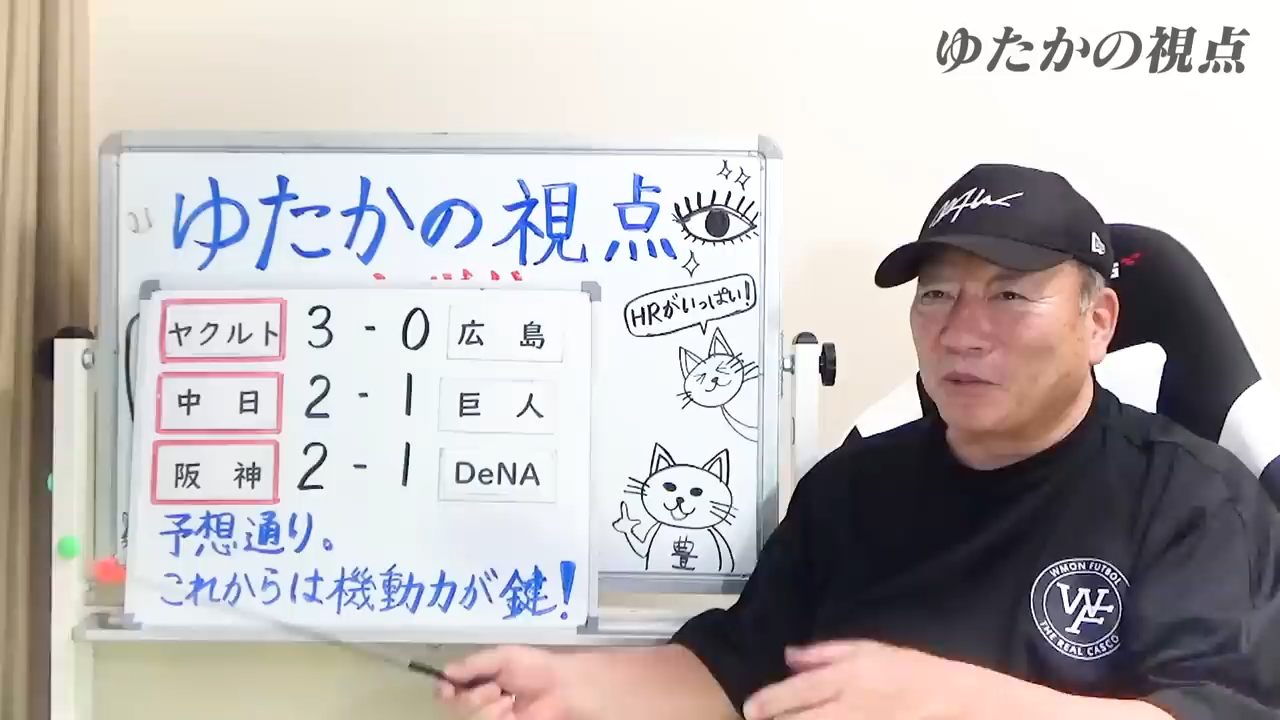 ゆたかの視点
ゆたかの視点
HRがいっぱい!
ヤクルト 3 - 0 広島
中日 2 - 1 巨人
阪神 2 - 1 DeNA
豊
予想通り。
これからは機動力が鍵!
WMON FUTBOL
WF
THE REAL CASCO